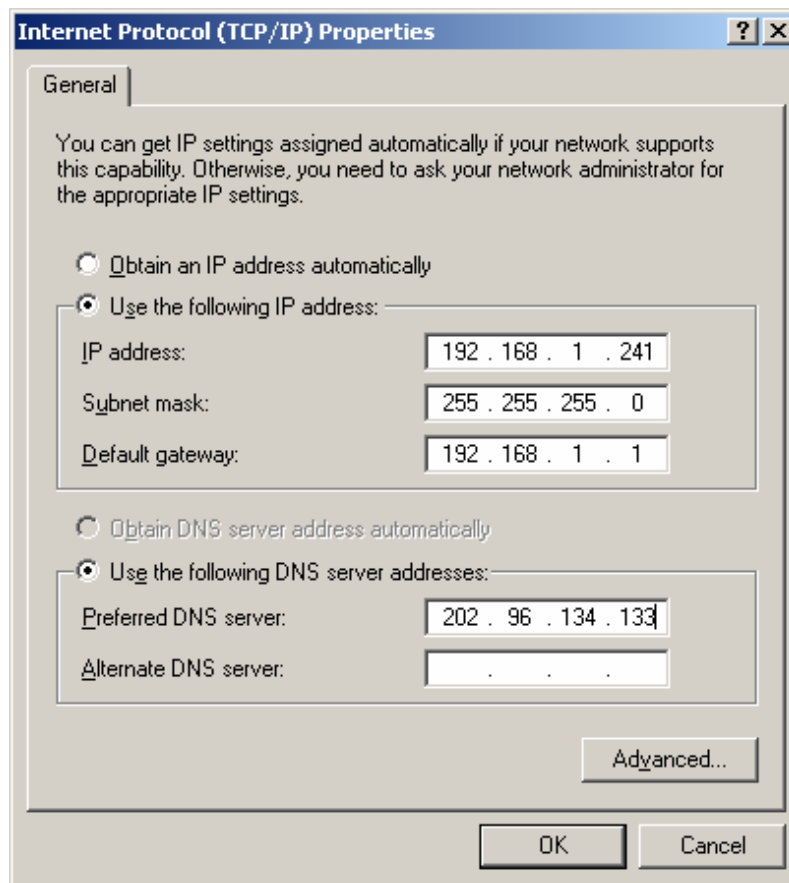 Internet Protocol (TCP/IP) Properties
General
You can get IP settings assigned automatically if your network supports
this capability. Otherwise, you need to ask your network administrator for
the appropriate IP settings.
Obtain an IP address automatically
Use the following IP address:
IP address: 192 . 168 . 1 . 241
Subnet mask: 255 . 255 . 255 . 0
Default gateway: 192 . 168 . 1 . 1
Obtain DNS server address automatically
Use the following DNS server addresses:
Preferred DNS server: 202 . 96 . 134 . 133
Alternate DNS server: . . .
Advanced...
OK Cancel